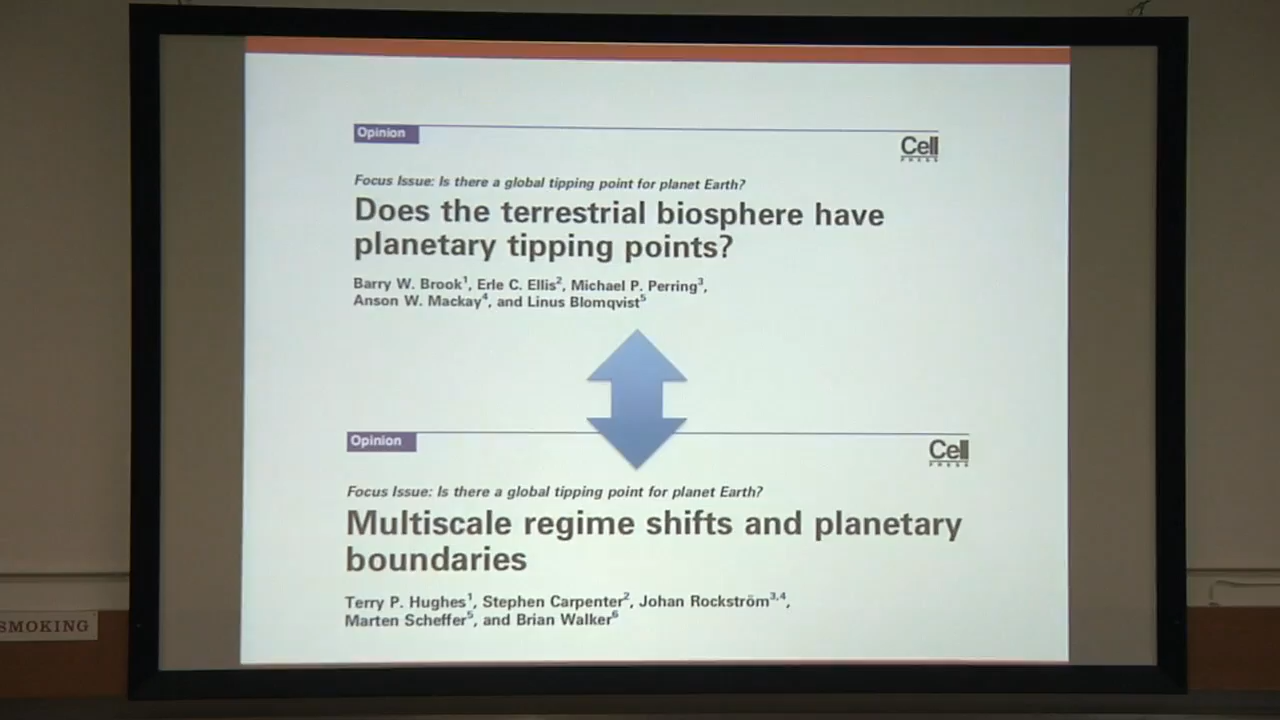 Opinion
Cell
PRESS
Focus Issue: Is there a global tipping point for planet Earth?
Does the terrestrial biosphere have
planetary tipping points?
Barry W. Brook¹, Erle C. Ellis², Michael P. Perring³,
Anson W. Mackay⁴, and Linus Blomqvist⁵
Opinion
Cell
PRESS
Focus Issue: Is there a global tipping point for planet Earth?
Multiscale regime shifts and planetary
boundaries
Terry P. Hughes¹, Stephen Carpenter², Johan Rockström³,⁴,
Marten Scheffer⁵, and Brian Walker⁶
SMOKING